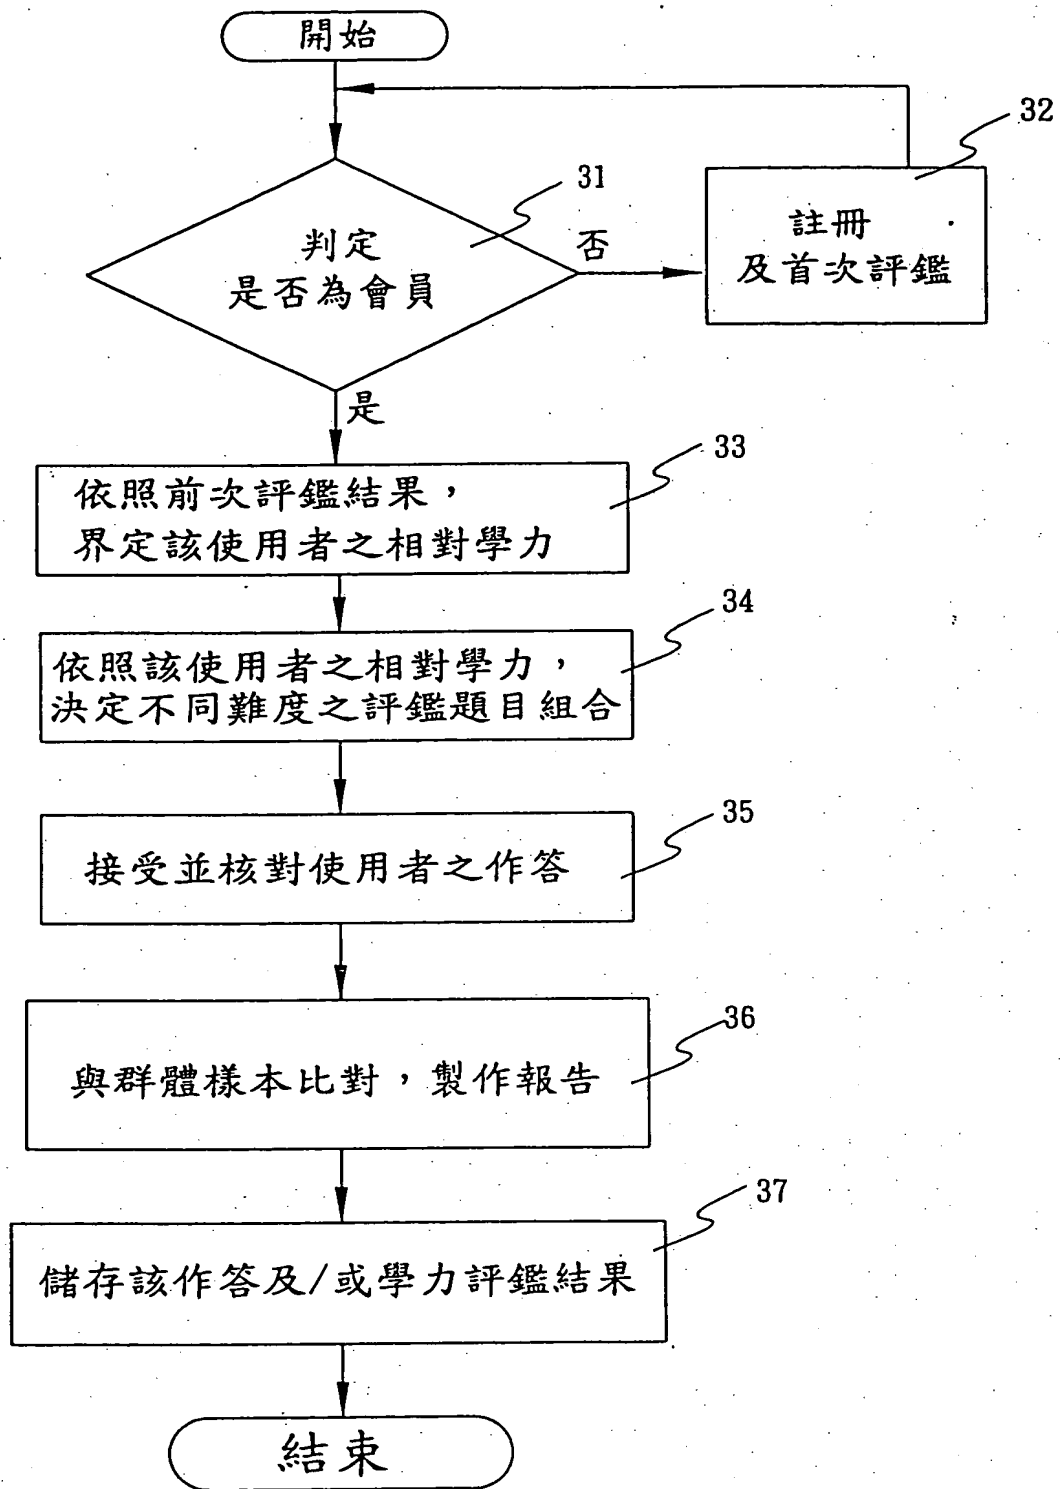 開始
32
31
判定
是否為會員
否
註冊
及首次評鑑
是
33
依照前次評鑑結果，
界定該使用者之相對學力
34
依照該使用者之相對學力，
決定不同難度之評鑑題目組合
35
接受並核對使用者之作答
36
與群體樣本比對，製作報告
37
儲存該作答及/或學力評鑑結果
結束